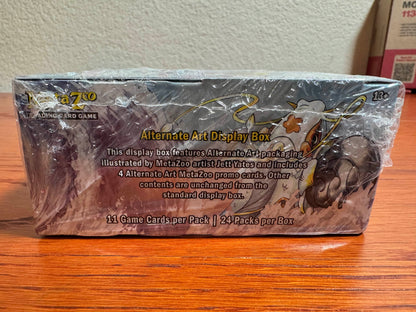 MetaZoo
TRADING CARD GAME
Alternate Art Display Box
This display box features Alternate Art packaging
illustrated by MetaZoo artist Jett Yates and includes
4 Alternate Art MetaZoo promo cards. Other
contents are unchanged from the
standard display box.
11 Game Cards per Pack | 24 Packs per Box
MG
113